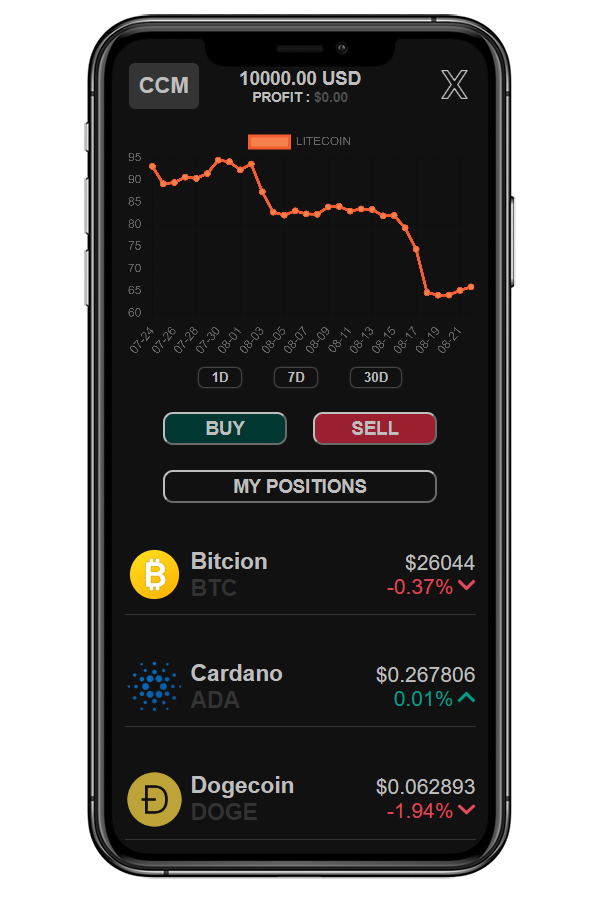 CCM
10000.00 USD
PROFIT : $0.00
X
LITECOIN
95
90
85
80
75
70
65
60
07-24
07-26
07-28
07-30
08-01
08-03
08-05
08-07
08-09
08-11
08-13
08-15
08-17
08-19
08-21
1D 7D 30D
BUY SELL
MY POSITIONS
Bitcion $26044
BTC -0.37%
Cardano $0.267806
ADA 0.01%
Dogecoin $0.062893
DOGE -1.94%